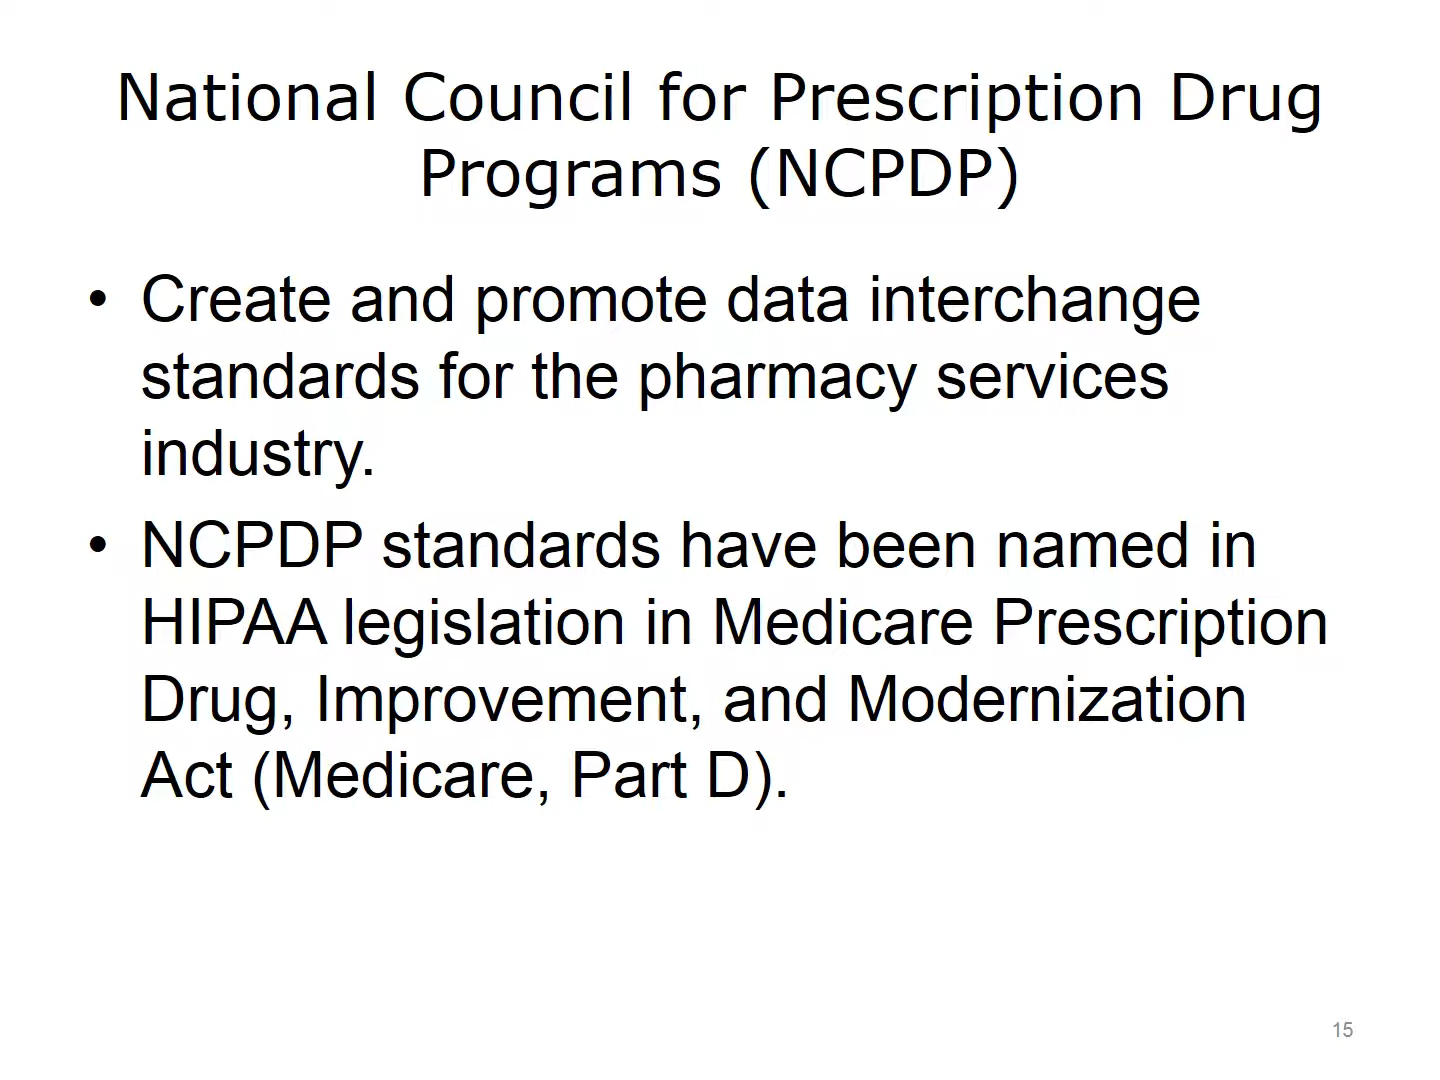 National Council for Prescription Drug
Programs (NCPDP)
• Create and promote data interchange
standards for the pharmacy services
industry.
• NCPDP standards have been named in
HIPAA legislation in Medicare Prescription
Drug, Improvement, and Modernization
Act (Medicare, Part D).
15